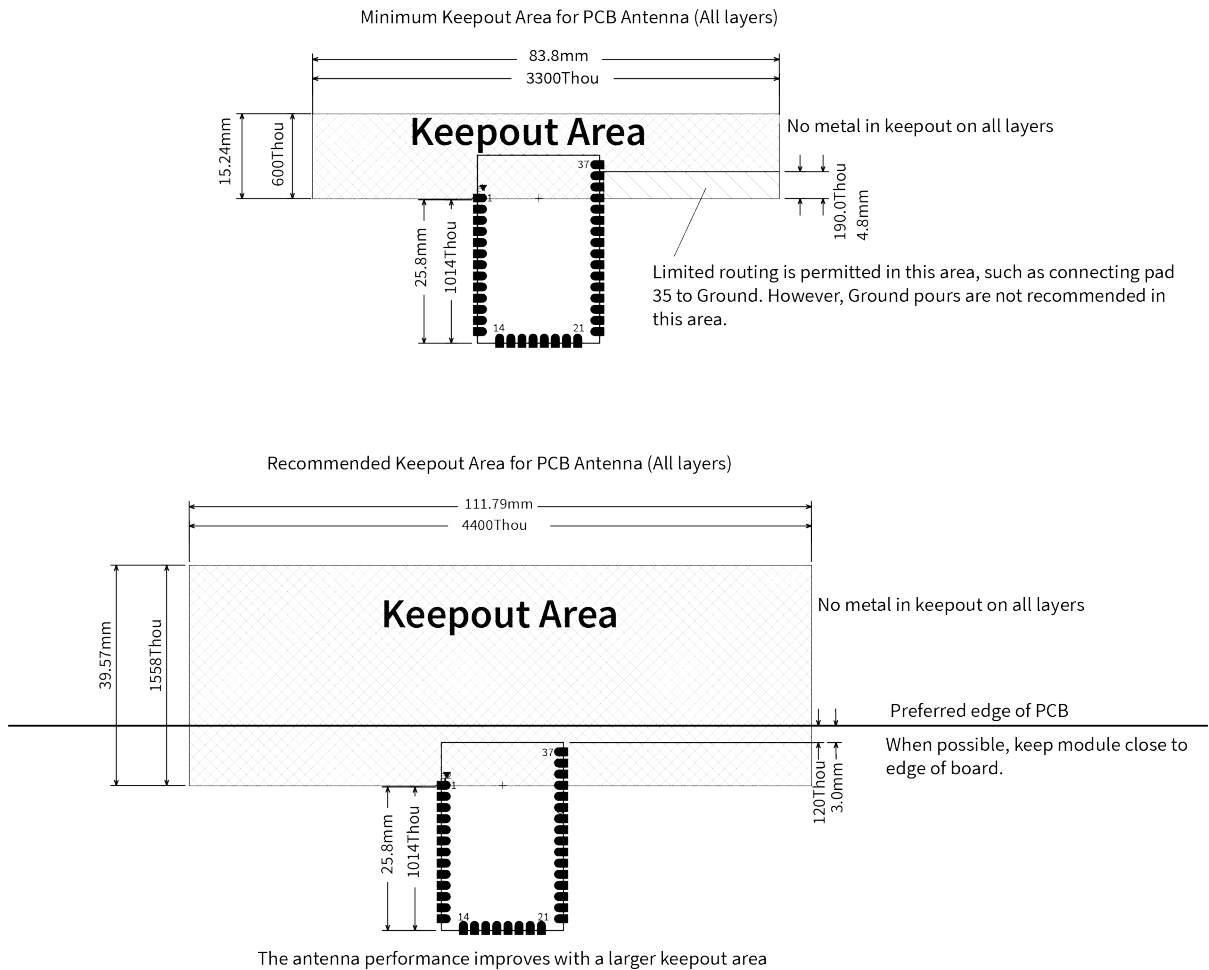 Minimum Keepout Area for PCB Antenna (All layers)
83.8mm
3300Thou
15.24mm
600Thou
Keepout Area
No metal in keepout on all layers
37
1
190.0Thou
4.8mm
25.8mm
1014Thou
Limited routing is permitted in this area, such as connecting pad
35 to Ground. However, Ground pours are not recommended in
this area.
14
21
Recommended Keepout Area for PCB Antenna (All layers)
111.79mm
4400Thou
Keepout Area
No metal in keepout on all layers
39.57mm
1558Thou
Preferred edge of PCB
When possible, keep module close to
edge of board.
37
1
120Thou
3.0mm
25.8mm
1014Thou
14
21
The antenna performance improves with a larger keepout area